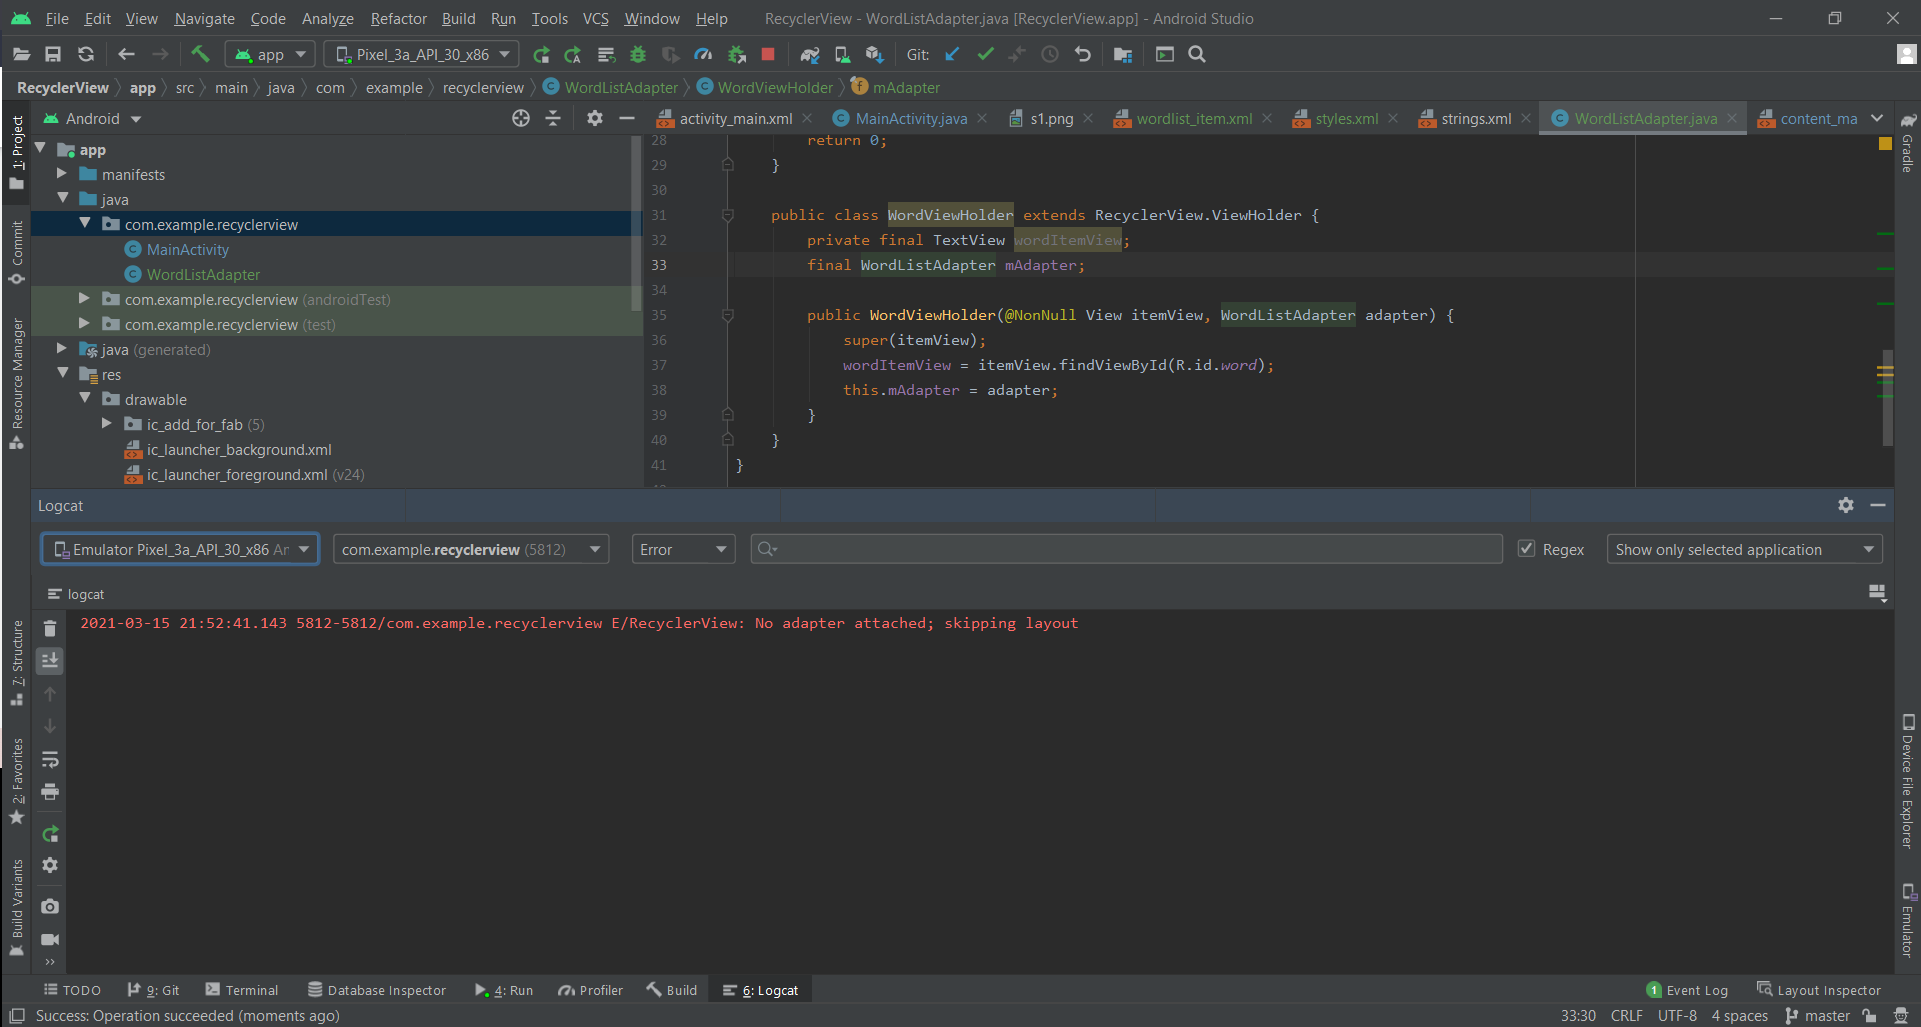 File Edit View Navigate Code Analyze Refactor Build Run Tools VCS Window Help RecyclerView - WordListAdapter.java [RecyclerView.app] - Android Studio
app Pixel_3a_API_30_x86 Git:
RecyclerView app src main java com example recyclerview WordListAdapter WordViewHolder mAdapter
Android
activity_main.xml MainActivity.java s1.png wordlist_item.xml styles.xml strings.xml WordListAdapter.java content_ma
1: Project
Commit
Resource Manager
7: Structure
2: Favorites
Build Variants
app
manifests
java
com.example.recyclerview
MainActivity
WordListAdapter
com.example.recyclerview (androidTest)
com.example.recyclerview (test)
java (generated)
res
drawable
ic_add_for_fab (5)
ic_launcher_background.xml
ic_launcher_foreground.xml (v24)
28 return 0;
29 }
30
31 public class WordViewHolder extends RecyclerView.ViewHolder {
32 private final TextView wordItemView;
33 final WordListAdapter mAdapter;
34
35 public WordViewHolder(@NonNull View itemView, WordListAdapter adapter) {
36 super(itemView);
37 wordItemView = itemView.findViewById(R.id.word);
38 this.mAdapter = adapter;
39 }
40 }
41 }
Gradle
Device File Explorer
Emulator
Logcat
Emulator Pixel_3a_API_30_x86 An com.example.recyclerview (5812) Error Regex Show only selected application
logcat
2021-03-15 21:52:41.143 5812-5812/com.example.recyclerview E/RecyclerView: No adapter attached; skipping layout
TODO 9: Git Terminal Database Inspector 4: Run Profiler Build 6: Logcat 1 Event Log Layout Inspector
Success: Operation succeeded (moments ago) 33:30 CRLF UTF-8 4 spaces master